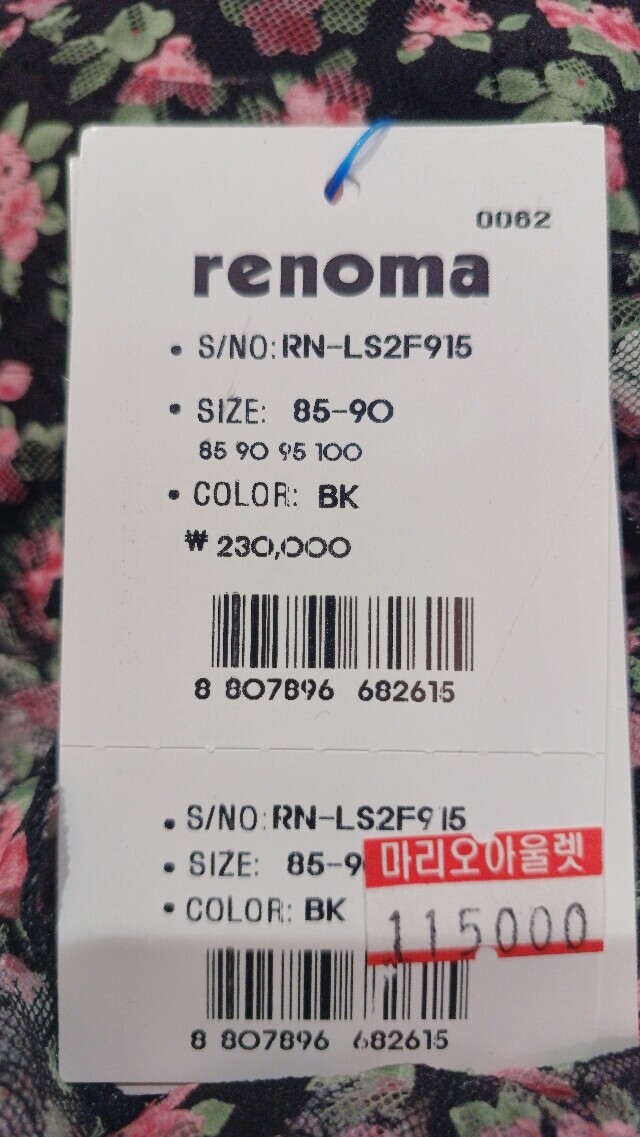 0062
renoma
• S/NO: RN-LS2F915
• SIZE: 85-90
85 90 95 100
• COLOR: BK
₩ 230,000
8 807896 682615
• S/NO: RN-LS2F915
• SIZE: 85-9
마리오아울렛
• COLOR: BK
115000
8 807896 682615